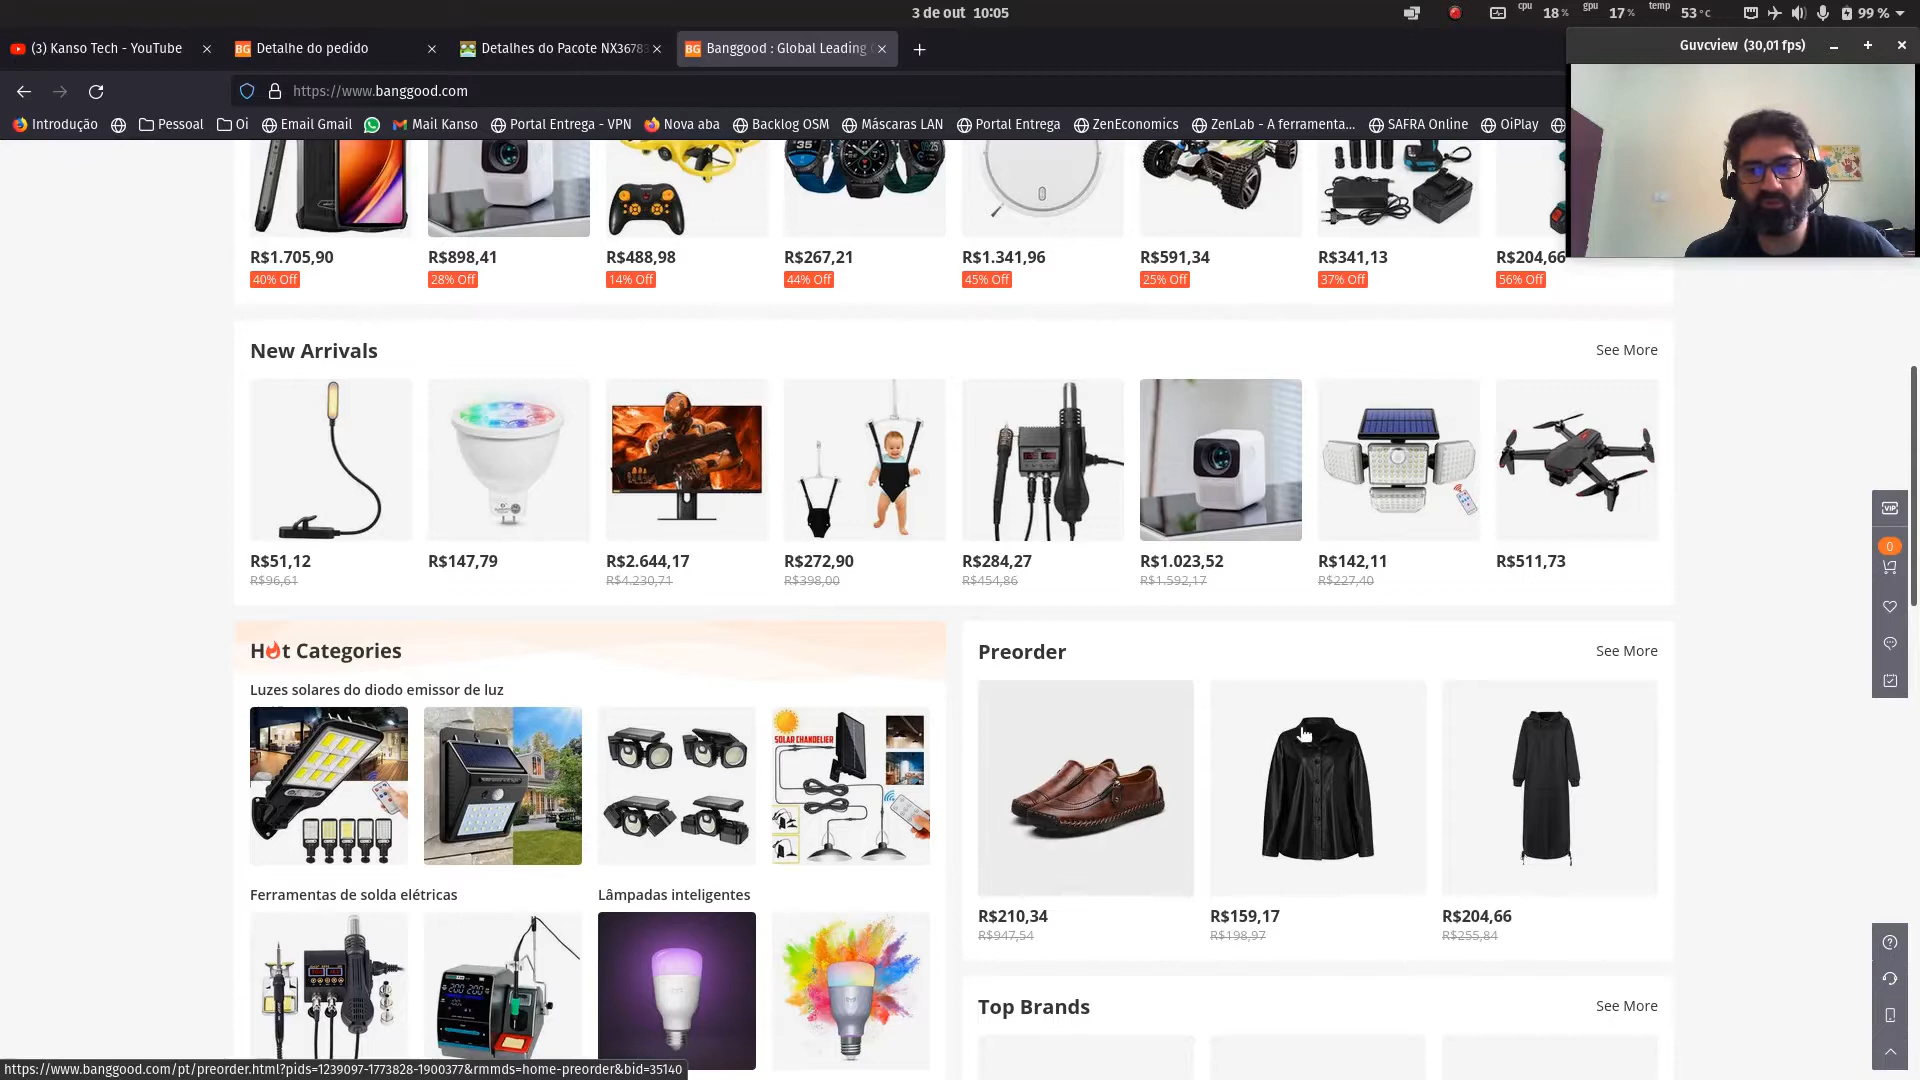 3 de out 10:05
cpu 18 % gpu 17 % temp 53 °C 99 %
(3) Kanso Tech - YouTube
BG Detalhe do pedido
Detalhes do Pacote NX3678
BG Banggood : Global Leading
Guvcview (30,01 fps)
https://www.banggood.com
Introdução Pessoal Oi Email Gmail Mail Kanso Portal Entrega - VPN Nova aba Backlog OSM Máscaras LAN Portal Entrega ZenEconomics ZenLab - A ferramenta... SAFRA Online OiPlay
R$1.705,90 R$898,41 R$488,98 R$267,21 R$1.341,96 R$591,34 R$341,13 R$204,66
40% Off 28% Off 14% Off 44% Off 45% Off 25% Off 37% Off 56% Off
New Arrivals
See More
R$51,12 R$147,79 R$2.644,17 R$272,90 R$284,27 R$1.023,52 R$142,11 R$511,73
R$96,61 R$4.230,71 R$398,00 R$454,86 R$1.592,17 R$227,40
VIP
0
Hot Categories
Luzes solares do diodo emissor de luz
SOLAR CHANDELIER
Ferramentas de solda elétricas
Lâmpadas inteligentes
200 200
Preorder
See More
R$210,34 R$159,17 R$204,66
R$947,54 R$198,97 R$255,84
Top Brands
See More
https://www.banggood.com/pt/preorder.html?pids=1239097-1773828-1900377&rmmds=home-preorder&bid=35140